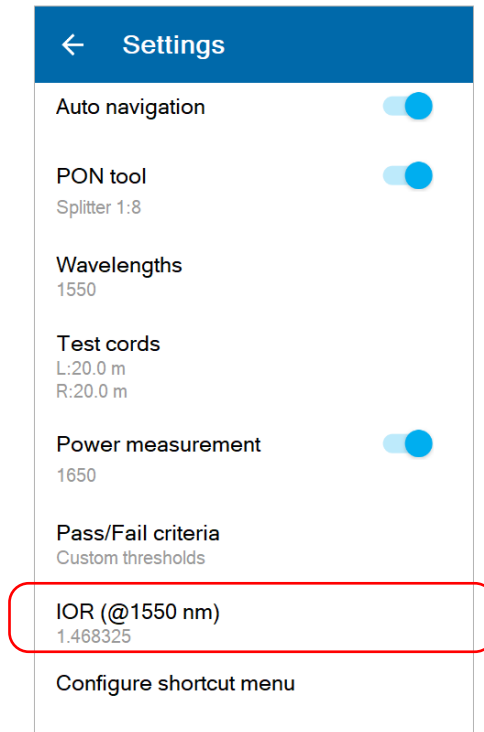 Settings
Auto navigation
PON tool
Splitter 1:8
Wavelengths
1550
Test cords
L:20.0 m
R:20.0 m
Power measurement
1650
Pass/Fail criteria
Custom thresholds
IOR (@1550 nm)
1.468325
Configure shortcut menu